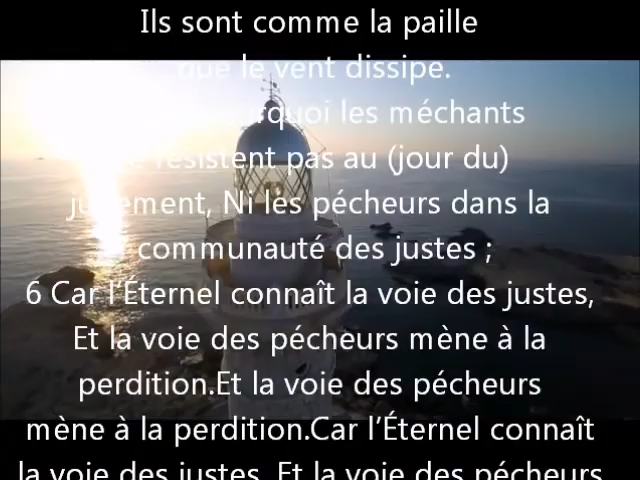 Ils sont comme la paille
que le vent dissipe.
quoi les méchants
résistent pas au (jour du)
jugement, Ni les pécheurs dans la
communauté des justes ;
6 Car l’Éternel connaît la voie des justes,
Et la voie des pécheurs mène à la
perdition.Et la voie des pécheurs
mène à la perdition.Car l’Éternel connaît
la voie des justes, Et la voie des pécheurs